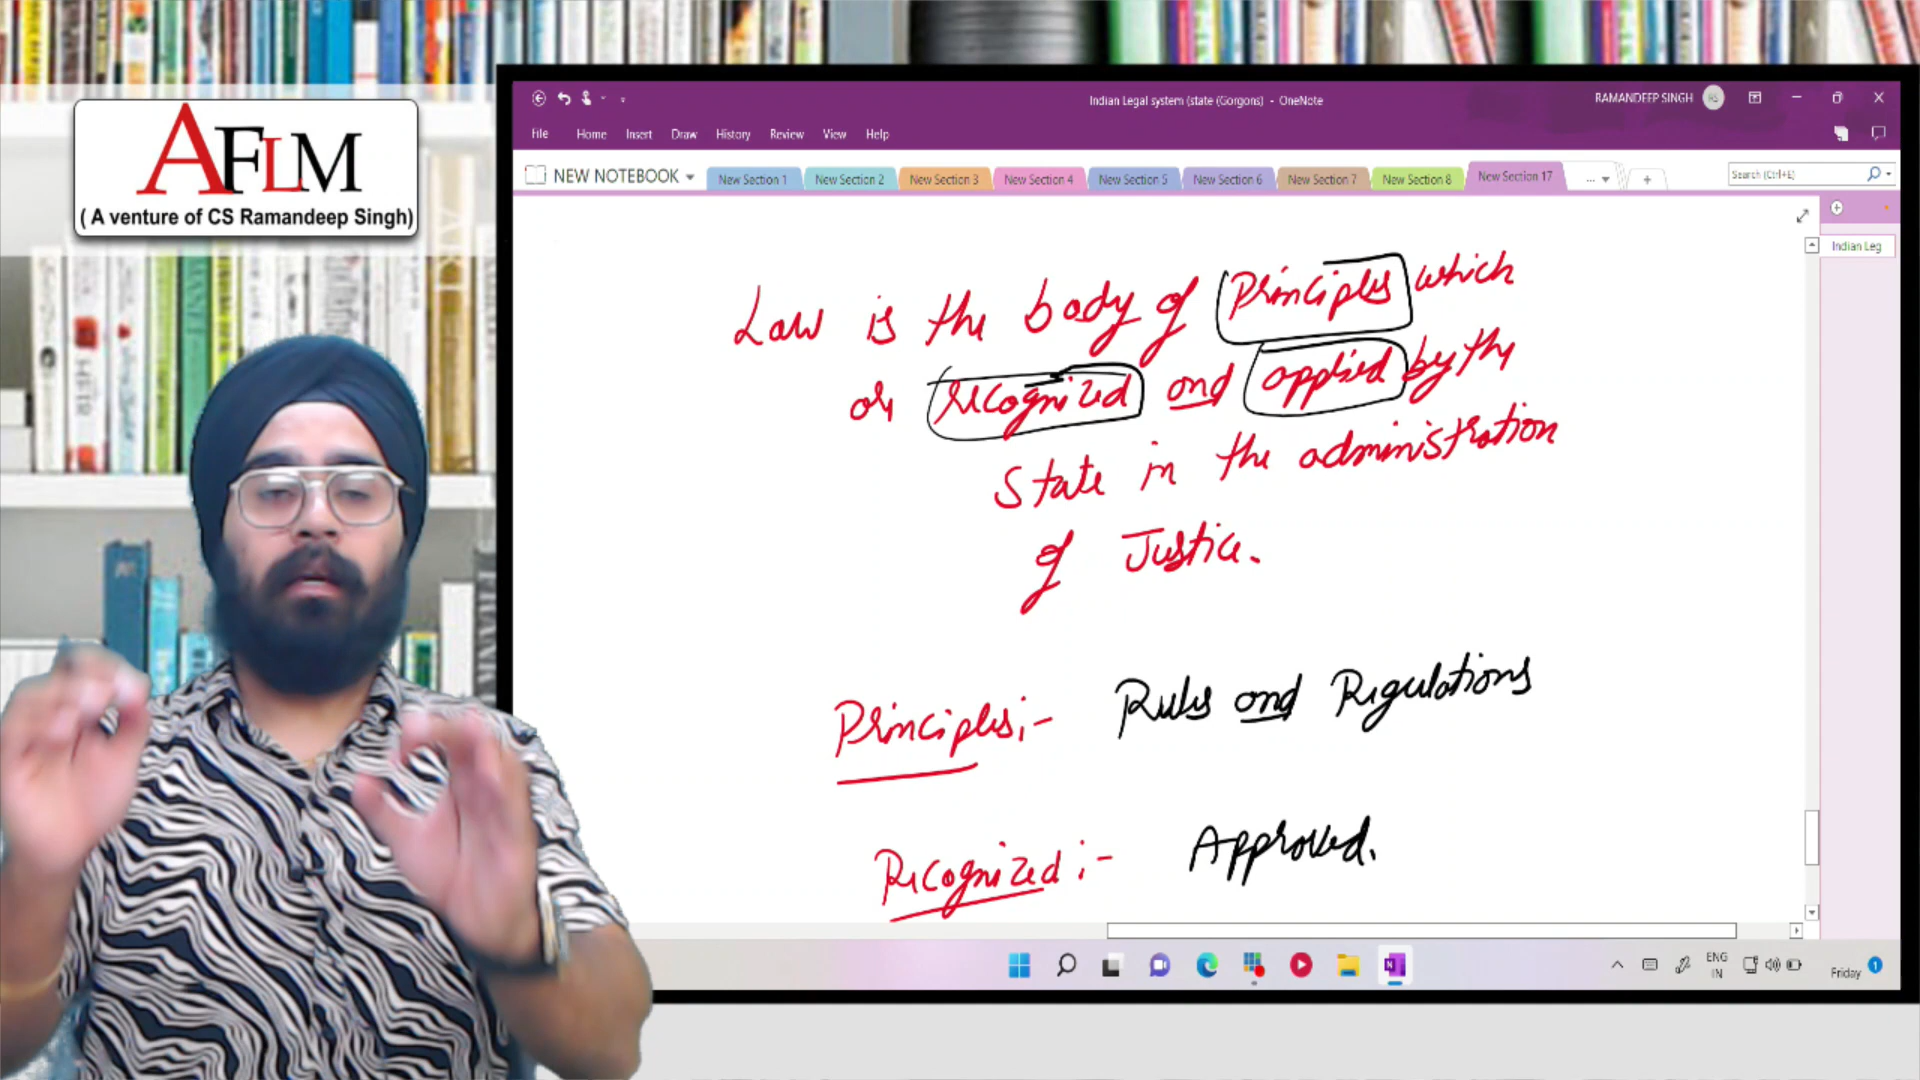 AFLM
( A venture of CS Ramandeep Singh)
Indian Legal system (state (Gorgons) - OneNote
RAMANDEEP SINGH
RS
File Home Insert Draw History Review View Help
NEW NOTEBOOK
New Section 1 New Section 2 New Section 3 New Section 4 New Section 5 New Section 6 New Section 7 New Section 8 New Section 17 ...
Search (Ctrl+E)
Indian Leg
Law is the body of Principles which
are recognized and applied by the
State in the administration
of Justice.
Principles:- Rules and Regulations
Recognized:- Approved.
ENG
IN
Friday 1